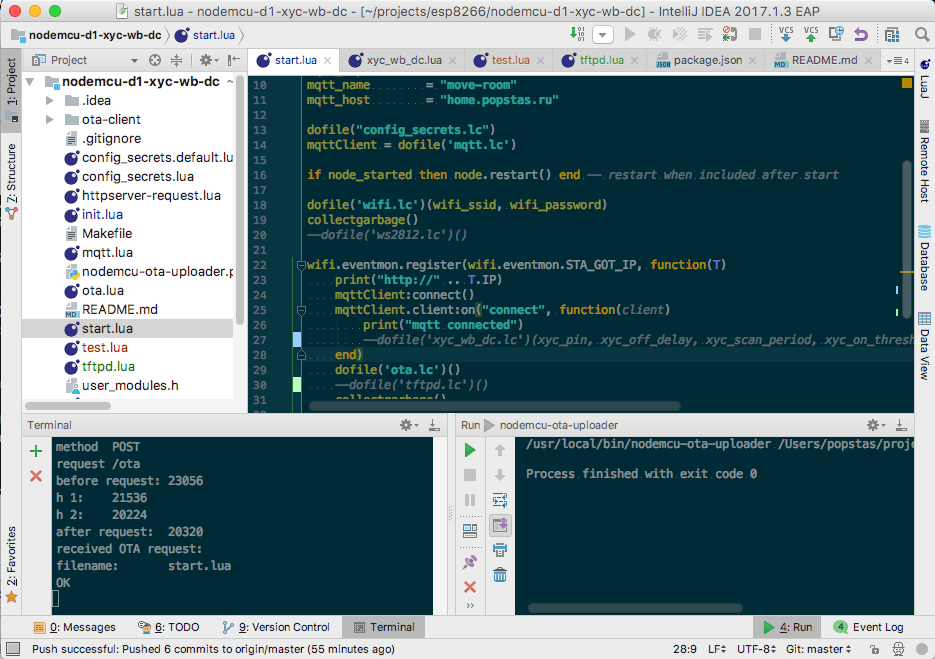 start.lua - nodemcu-d1-xyc-wb-dc - [~/projects/esp8266/nodemcu-d1-xyc-wb-dc] - IntelliJ IDEA 2017.1.3 EAP
nodemcu-d1-xyc-wb-dc start.lua
VCS VCS
Project
start.lua xyc_wb_dc.lua test.lua tftpd.lua package.json README.md
1: Project
Z: Structure
2: Favorites
nodemcu-d1-xyc-wb-dc ~
.idea
ota-client
.gitignore
config_secrets.default.lu
config_secrets.lua
httpserver-request.lua
init.lua
Makefile
mqtt.lua
nodemcu-ota-uploader.p
ota.lua
README.md
start.lua
test.lua
tftpd.lua
user_modules.h
10 mqtt_name = "move-room"
11 mqtt_host = "home.popstas.ru"
12
13 dofile("config_secrets.lc")
14 mqttClient = dofile('mqtt.lc')
15
16 if node_started then node.restart() end -- restart when included after start
17
18 dofile('wifi.lc')(wifi_ssid, wifi_password)
19 collectgarbage()
20 --dofile('ws2812.lc')()
21
22 wifi.eventmon.register(wifi.eventmon.STA_GOT_IP, function(T)
23 print("http://" .. T.IP)
24 mqttClient:connect()
25 mqttClient.client:on("connect", function(client)
26 print("mqtt connected")
27 --dofile('xyc_wb_dc.lc')(xyc_pin, xyc_off_delay, xyc_scan_period, xyc_on_thresh
28 end)
29 dofile('ota.lc')()
30 --dofile('tftpd.lc')()
31 collectgarbage()
LuaJ
Remote Host
Database
Data View
Terminal
method POST
request /ota
before request: 23056
h 1: 21536
h 2: 20224
after request: 20320
received OTA request:
filename: start.lua
OK
Run nodemcu-ota-uploader
/usr/local/bin/nodemcu-ota-uploader /Users/popstas/proje
Process finished with exit code 0
0: Messages 6: TODO 9: Version Control Terminal 4: Run 4 Event Log
Push successful: Pushed 6 commits to origin/master (55 minutes ago) 28:9 LF UTF-8 Git: master